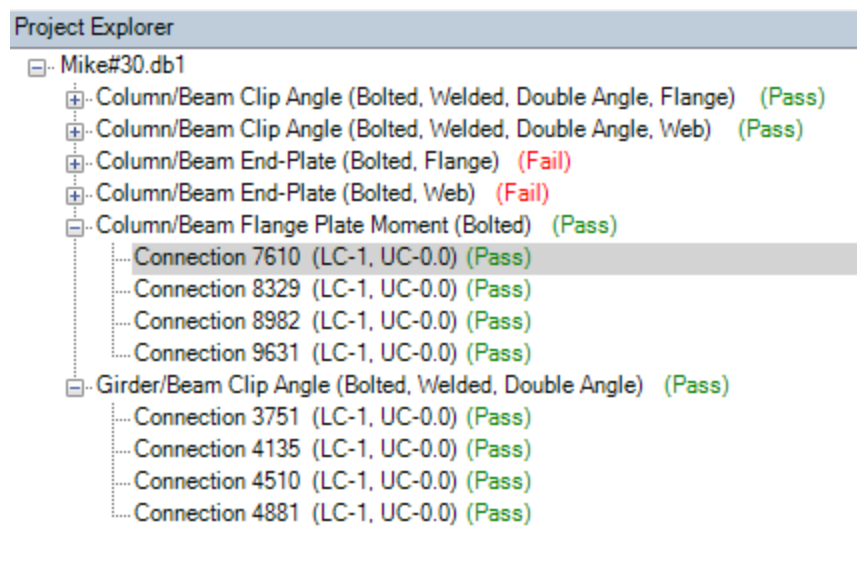 Project Explorer
Mike#30.db1
Column/Beam Clip Angle (Bolted, Welded, Double Angle, Flange) (Pass)
Column/Beam Clip Angle (Bolted, Welded, Double Angle, Web) (Pass)
Column/Beam End-Plate (Bolted, Flange) (Fail)
Column/Beam End-Plate (Bolted, Web) (Fail)
Column/Beam Flange Plate Moment (Bolted) (Pass)
Connection 7610 (LC-1, UC-0.0) (Pass)
Connection 8329 (LC-1, UC-0.0) (Pass)
Connection 8982 (LC-1, UC-0.0) (Pass)
Connection 9631 (LC-1, UC-0.0) (Pass)
Girder/Beam Clip Angle (Bolted, Welded, Double Angle) (Pass)
Connection 3751 (LC-1, UC-0.0) (Pass)
Connection 4135 (LC-1, UC-0.0) (Pass)
Connection 4510 (LC-1, UC-0.0) (Pass)
Connection 4881 (LC-1, UC-0.0) (Pass)